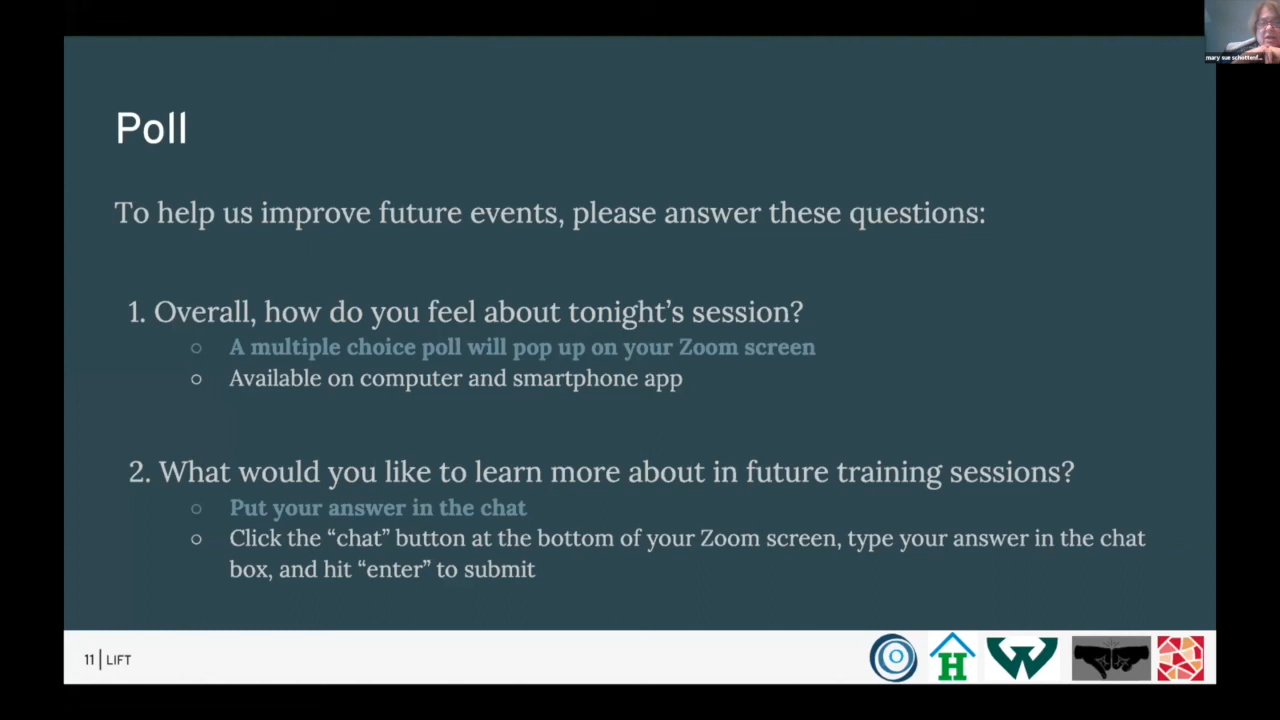 mary sue schottenf...
Poll
To help us improve future events, please answer these questions:
1. Overall, how do you feel about tonight’s session?
○ A multiple choice poll will pop up on your Zoom screen
○ Available on computer and smartphone app
2. What would you like to learn more about in future training sessions?
○ Put your answer in the chat
○ Click the “chat” button at the bottom of your Zoom screen, type your answer in the chat
box, and hit “enter” to submit
11 | LIFT
H
W